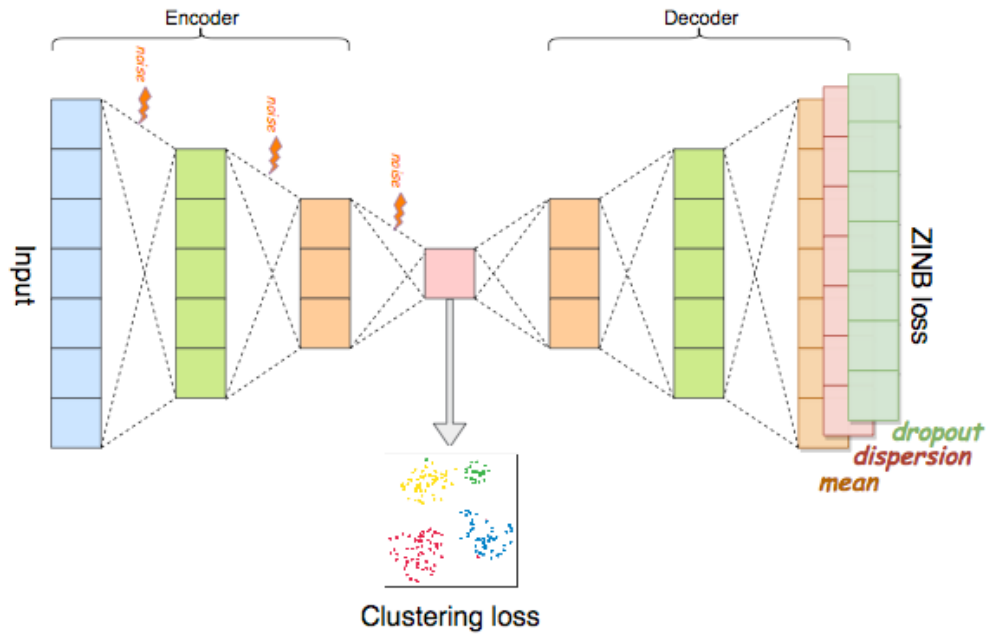 Encoder
Decoder
noise
noise
noise
Input
ZINB loss
dropout
dispersion
mean
Clustering loss